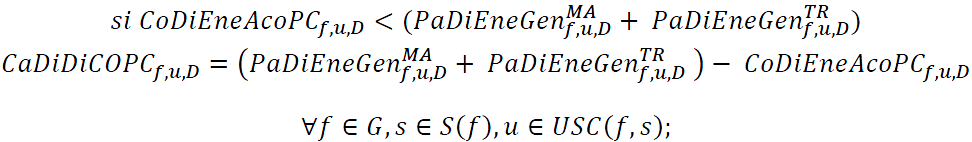 si CoDiEneAcoPC_{f,u,D} < (PaDiEneGen^{MA}_{f,u,D} + PaDiEneGen^{TR}_{f,u,D})
CaDiDiCOPC_{f,u,D} = (PaDiEneGen^{MA}_{f,u,D} + PaDiEneGen^{TR}_{f,u,D}) − CoDiEneAcoPC_{f,u,D}
∀f ∈ G, s ∈ S(f), u ∈ USC(f, s);